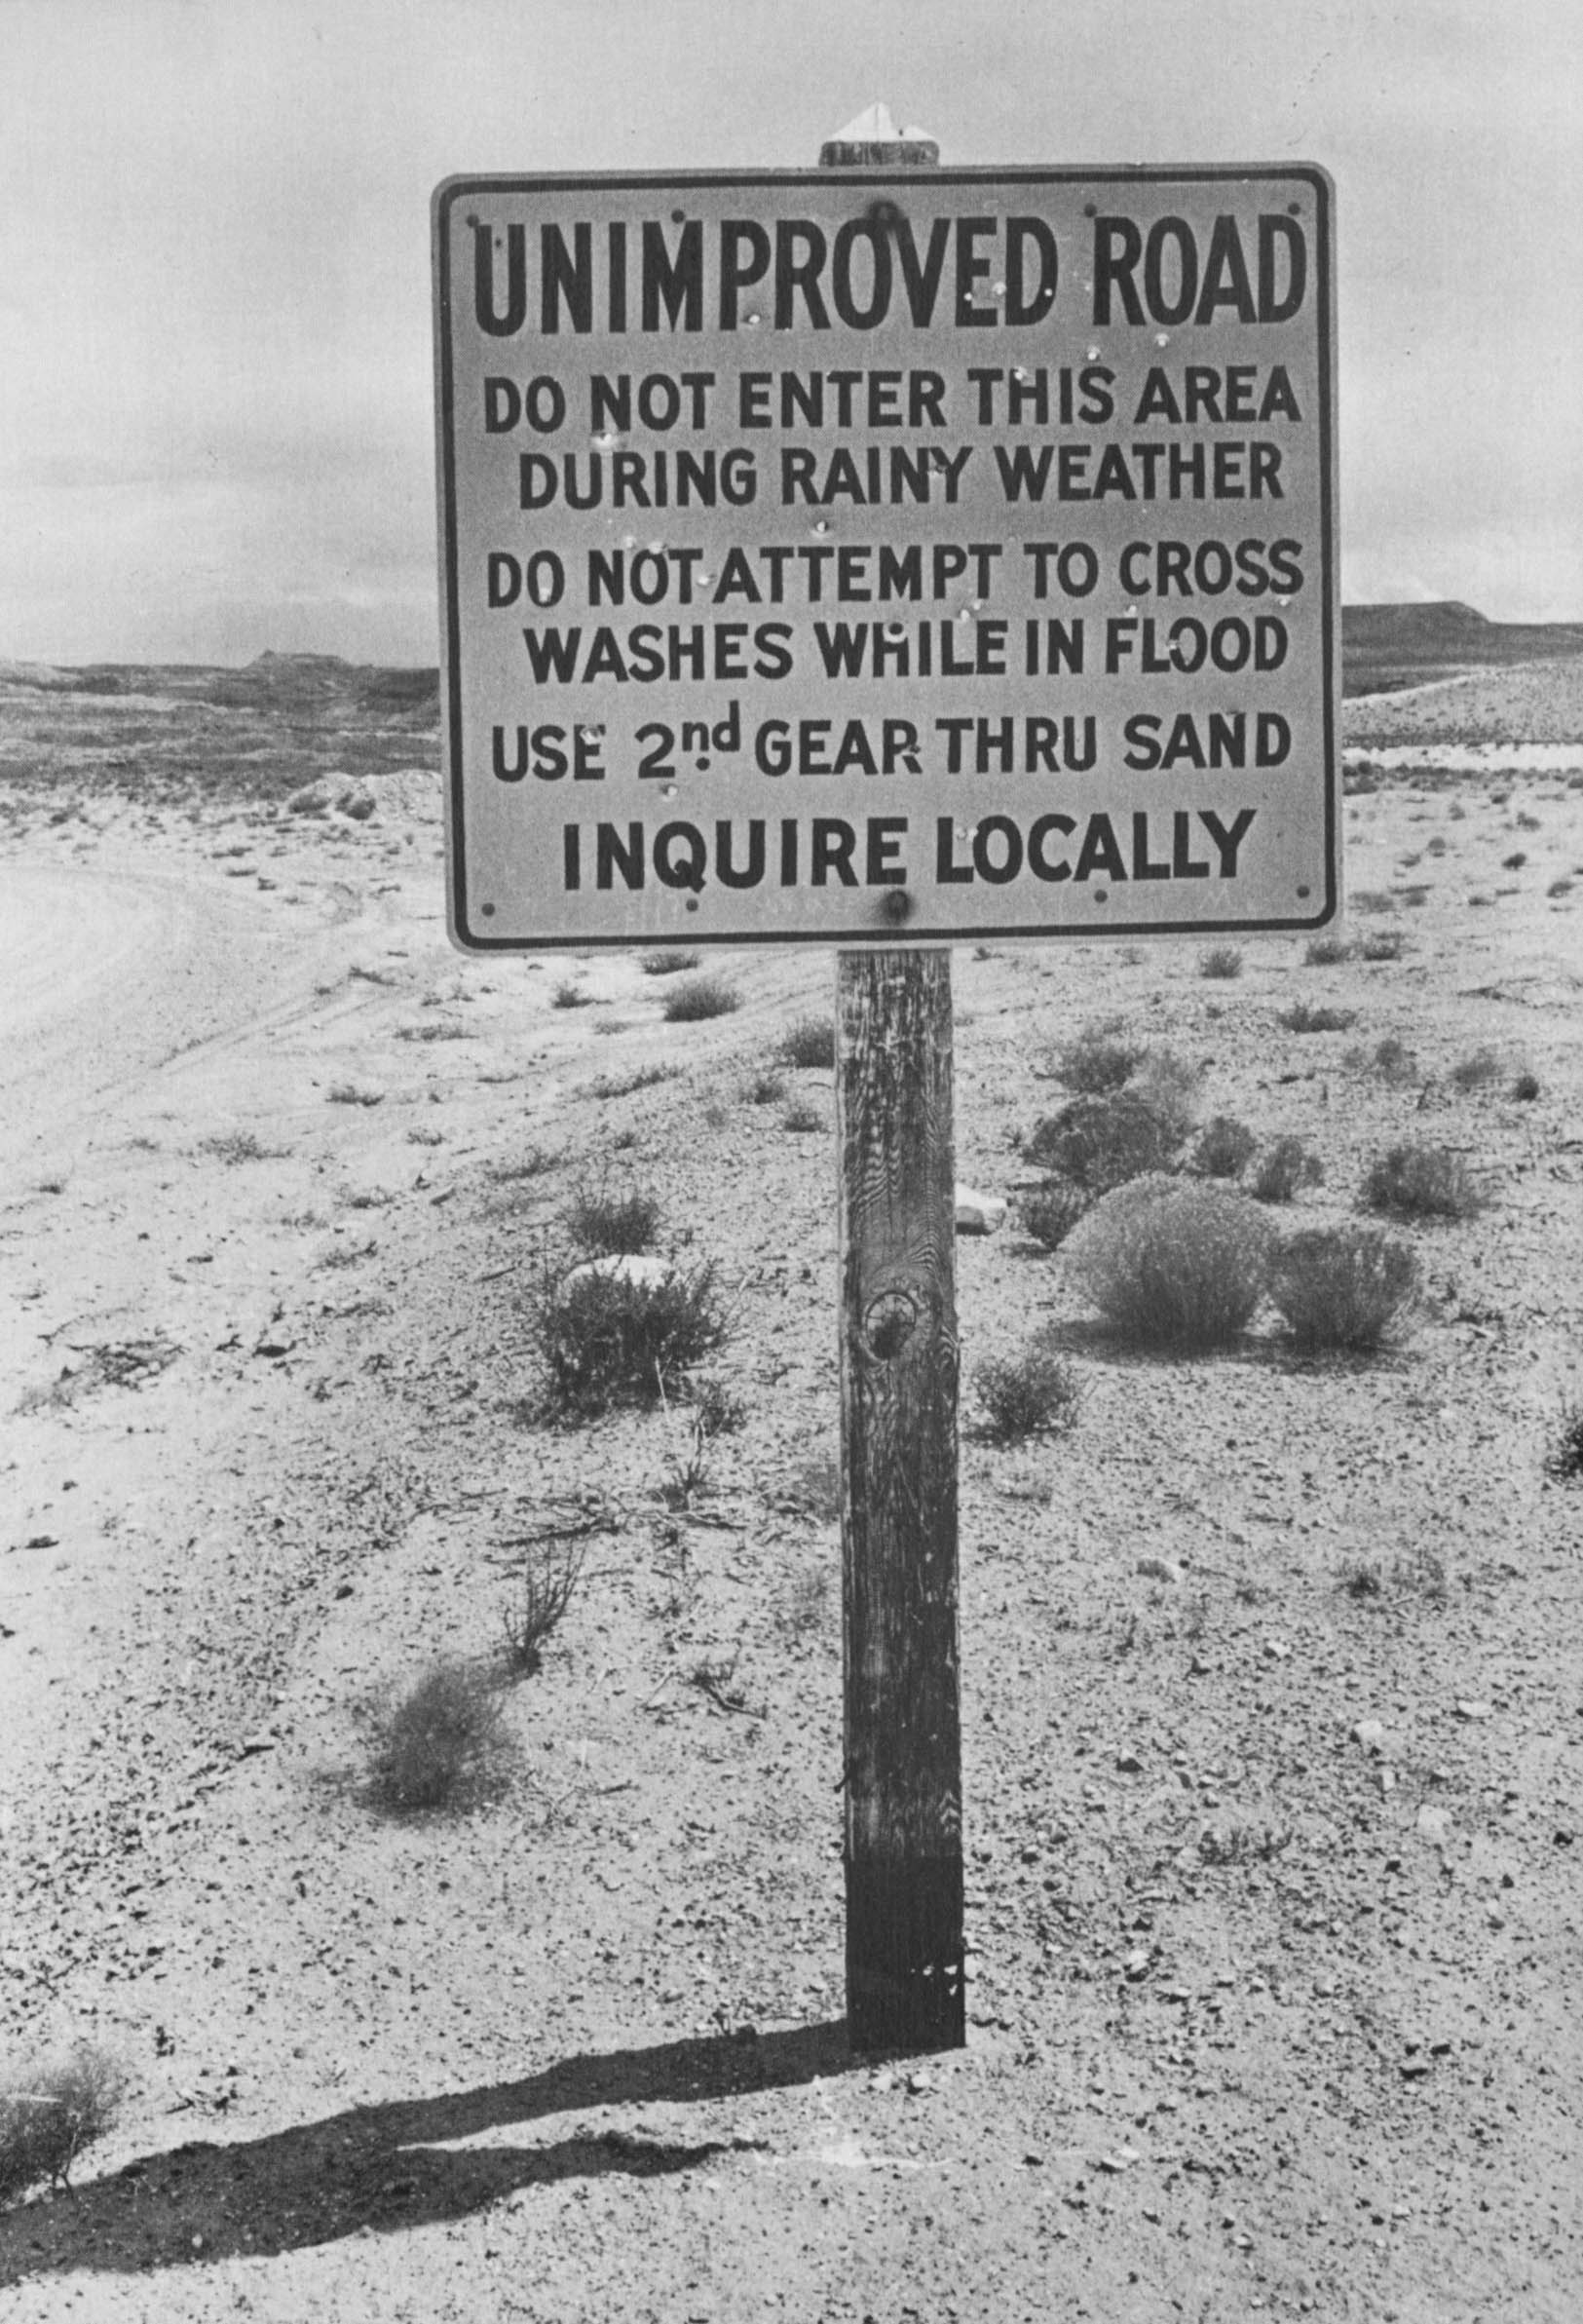 UNIMPROVED ROAD
DO NOT ENTER THIS AREA
DURING RAINY WEATHER
DO NOT ATTEMPT TO CROSS
WASHES WHILE IN FLOOD
USE 2nd GEAR THRU SAND
INQUIRE LOCALLY